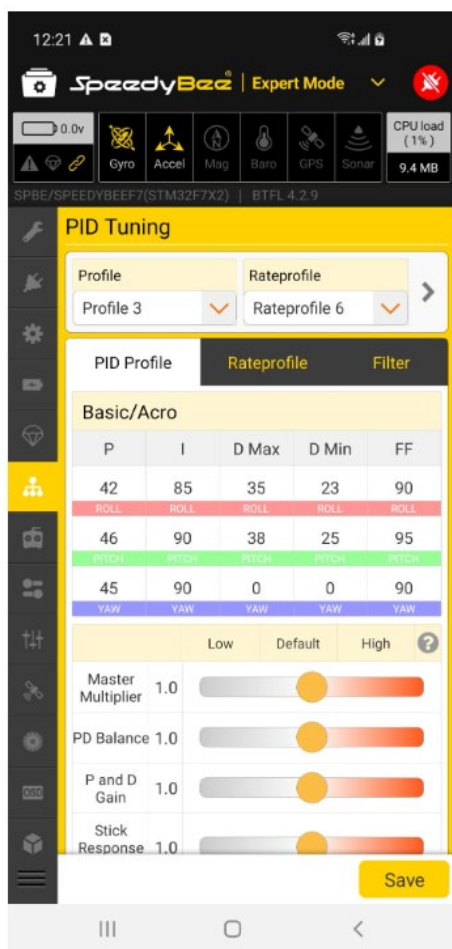 12:21
SpeedyBee | Expert Mode
0.0v
Gyro Accel Mag Baro GPS Sonar
CPU load
(1%)
9.4 MB
SPBE/SPEEDYBEEF7(STM32F7X2) | BTFL 4.2.9
PID Tuning
Profile Rateprofile
Profile 3 Rateprofile 6
PID Profile Rateprofile Filter
Basic/Acro
P I D Max D Min FF
42 85 35 23 90
ROLL ROLL ROLL ROLL ROLL
46 90 38 25 95
PITCH PITCH PITCH PITCH PITCH
45 90 0 0 90
YAW YAW YAW YAW YAW
Low Default High ?
Master
Multiplier 1.0
PD Balance 1.0
P and D
Gain 1.0
Stick
Response 1.0
Save